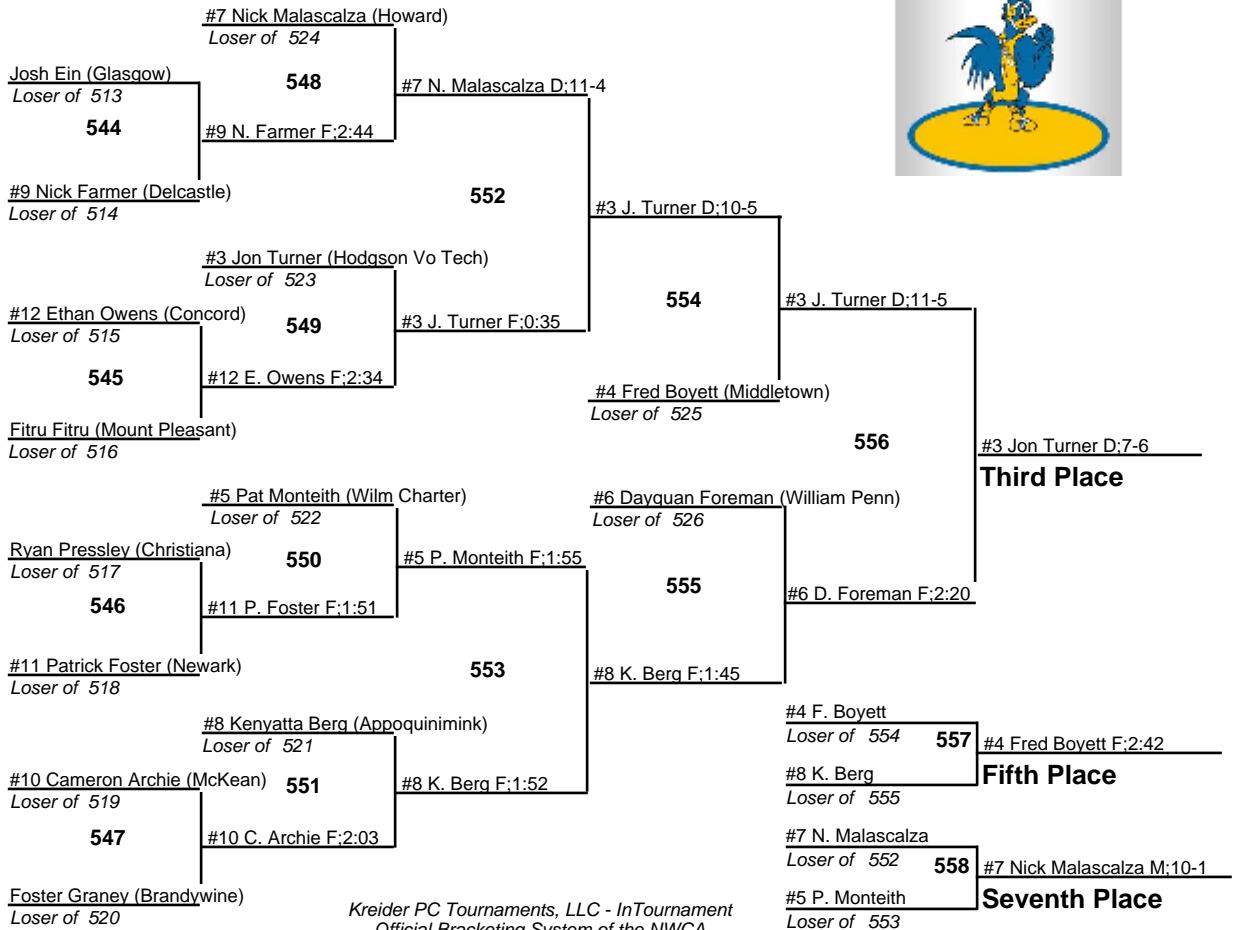 #7 Nick Malascalza (Howard)
Loser of 524
Josh Ein (Glasgow)
Loser of 513
548
#7 N. Malascalza D;11-4
544
#9 N. Farmer F;2:44
#9 Nick Farmer (Delcastle)
Loser of 514
552
#3 J. Turner D;10-5
#3 Jon Turner (Hodgson Vo Tech)
Loser of 523
#12 Ethan Owens (Concord)
Loser of 515
549
#3 J. Turner F;0:35
554
#3 J. Turner D;11-5
545
#12 E. Owens F;2:34
#4 Fred Boyett (Middletown)
Loser of 525
Fitru Fitru (Mount Pleasant)
Loser of 516
556
#3 Jon Turner D;7-6
Third Place
#5 Pat Monteith (Wilm Charter)
Loser of 522
#6 Dayquan Foreman (William Penn)
Loser of 526
Ryan Pressley (Christiana)
Loser of 517
550
#5 P. Monteith F;1:55
555
546
#11 P. Foster F;1:51
#6 D. Foreman F;2:20
#11 Patrick Foster (Newark)
Loser of 518
553
#8 K. Berg F;1:45
#8 Kenyatta Berg (Appoquinimink)
Loser of 521
#4 F. Boyett
Loser of 554
557
#4 Fred Boyett F;2:42
Fifth Place
#8 K. Berg
Loser of 555
#10 Cameron Archie (McKean)
Loser of 519
551
#8 K. Berg F;1:52
547
#10 C. Archie F;2:03
#7 N. Malascalza
Loser of 552
558
#7 Nick Malascalza M;10-1
Seventh Place
#5 P. Monteith
Loser of 553
Foster Graney (Brandywine)
Loser of 520
Kreider PC Tournaments, LLC - InTournament
Official Bracketing System of the NWCA